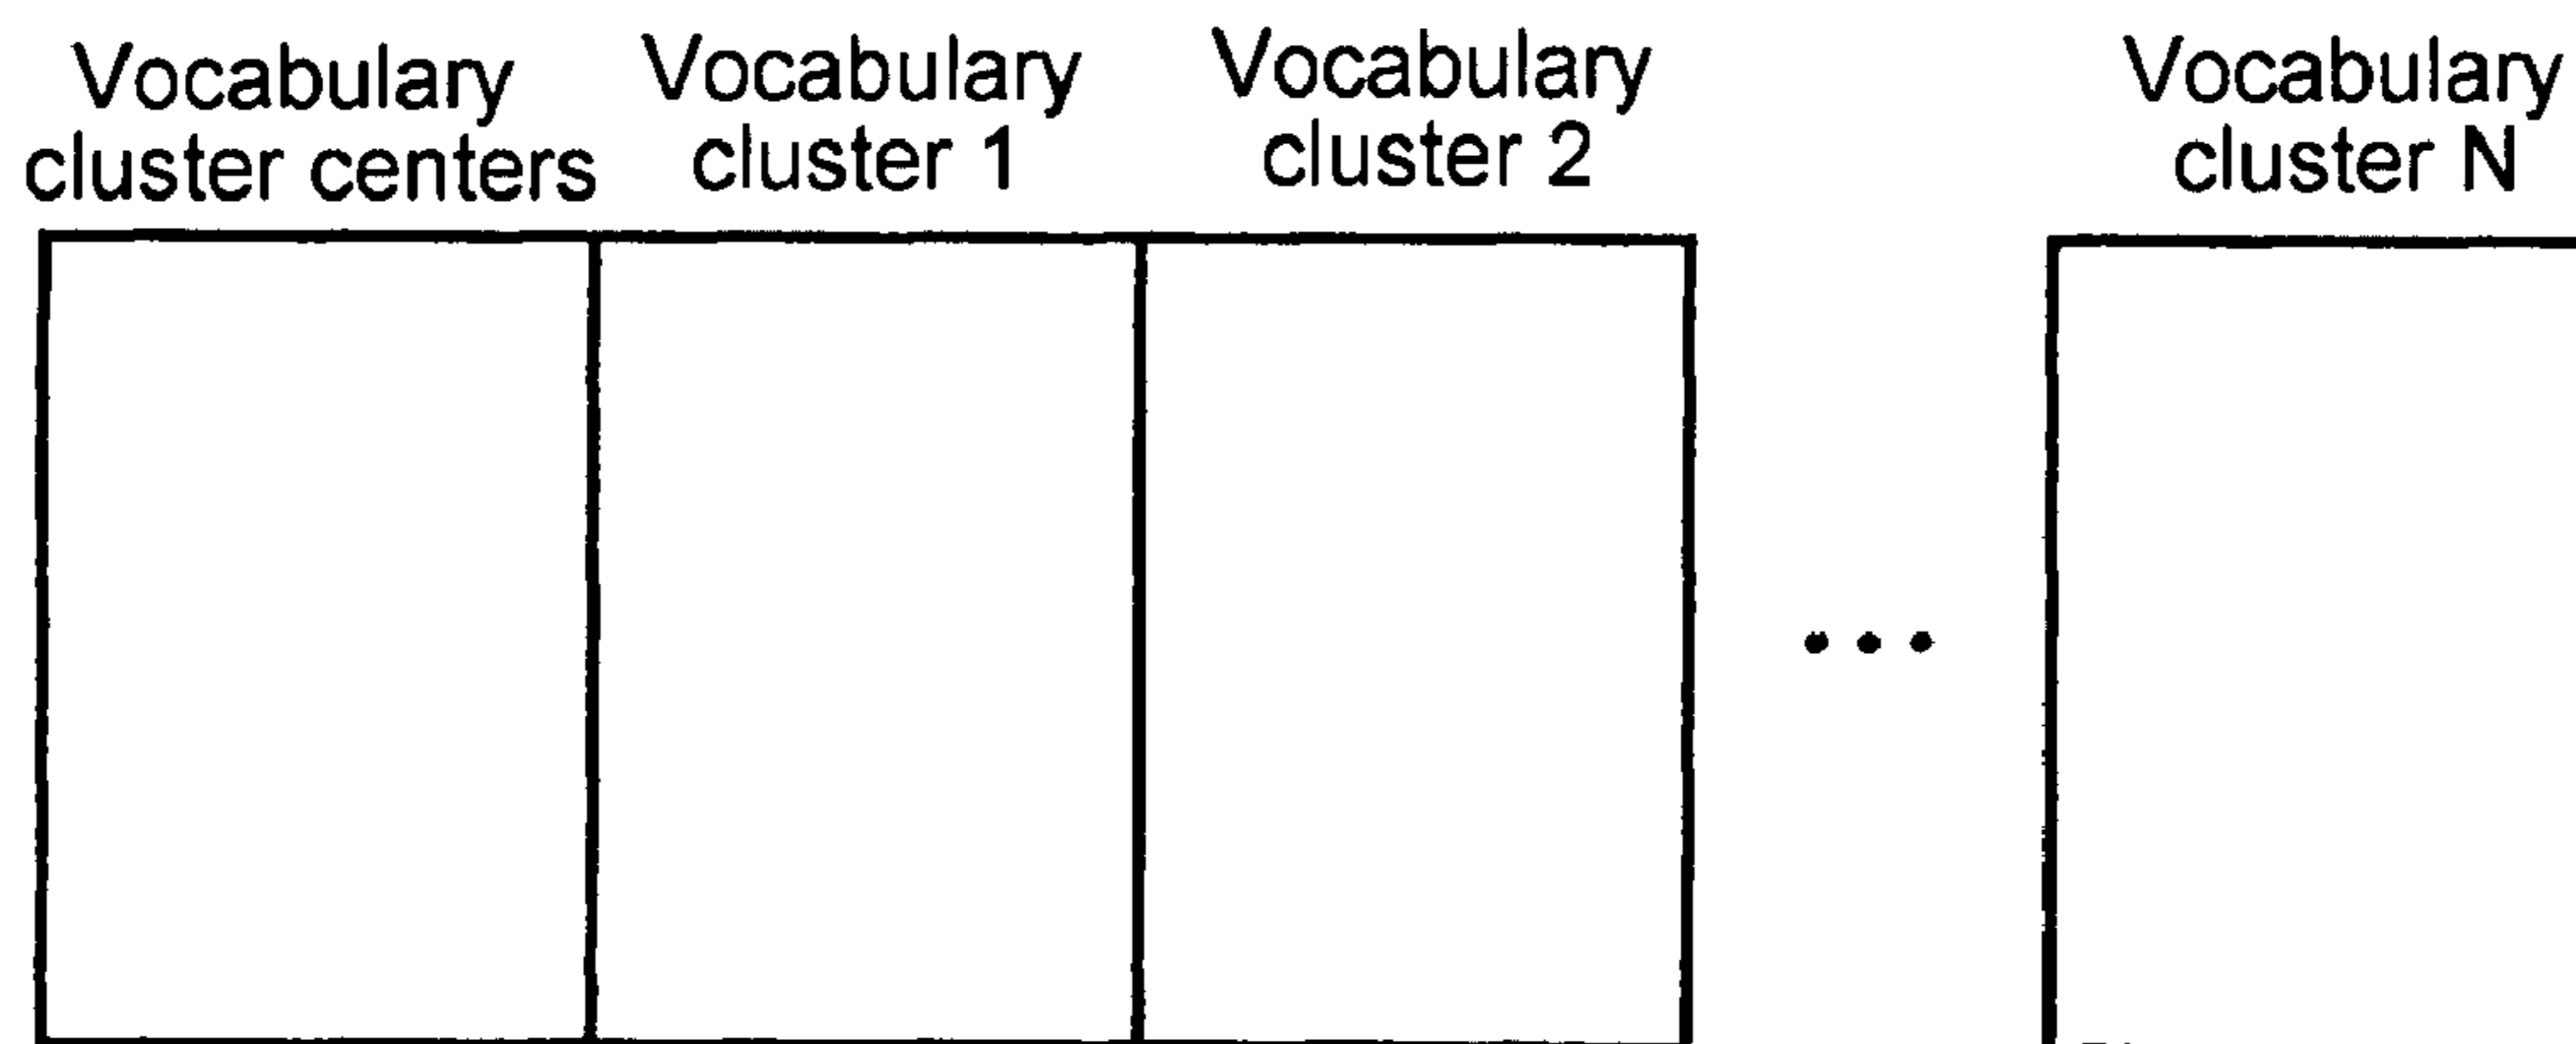 Vocabulary
cluster centers
Vocabulary
cluster 1
Vocabulary
cluster 2
Vocabulary
cluster N